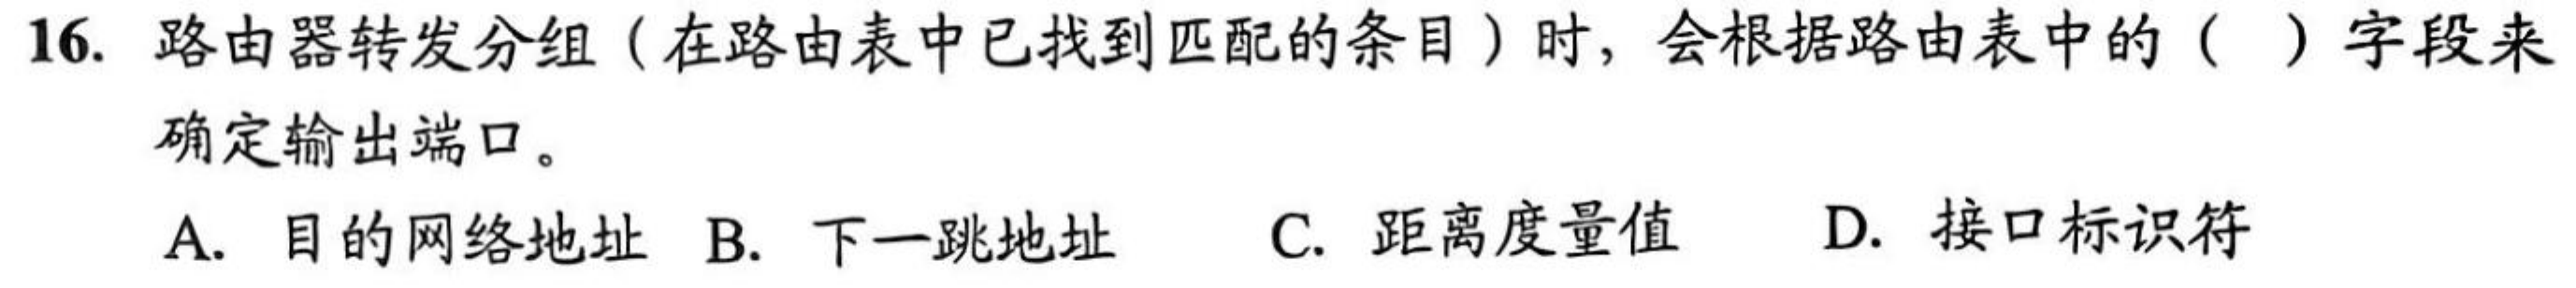 16. 路由器转发分组（在路由表中已找到匹配的条目）时，会根据路由表中的（ ）字段来
确定输出端口。
A. 目的网络地址 B. 下一跳地址 C. 距离度量值 D. 接口标识符